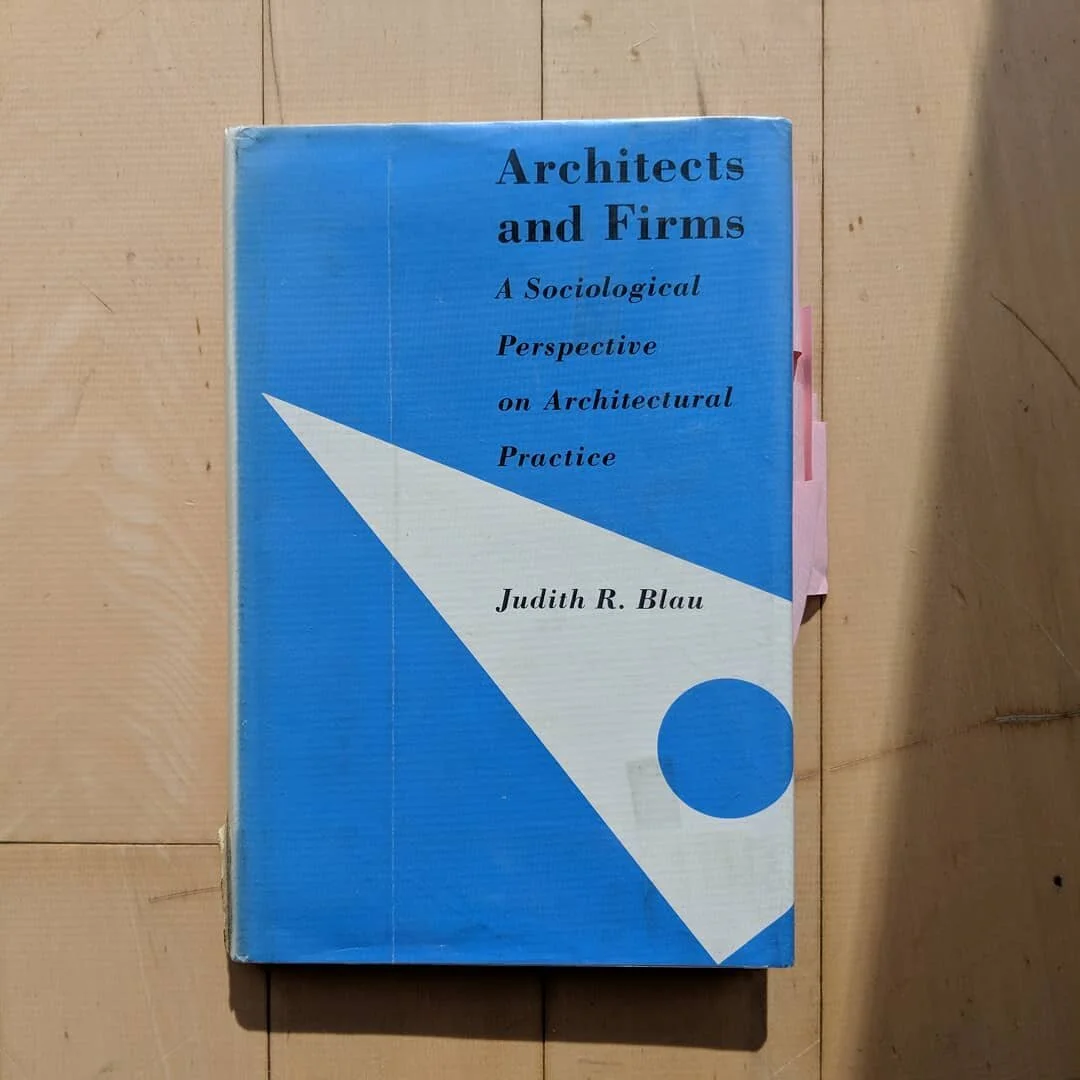 Architects
and Firms
A Sociological
Perspective
on Architectural
Practice
Judith R. Blau